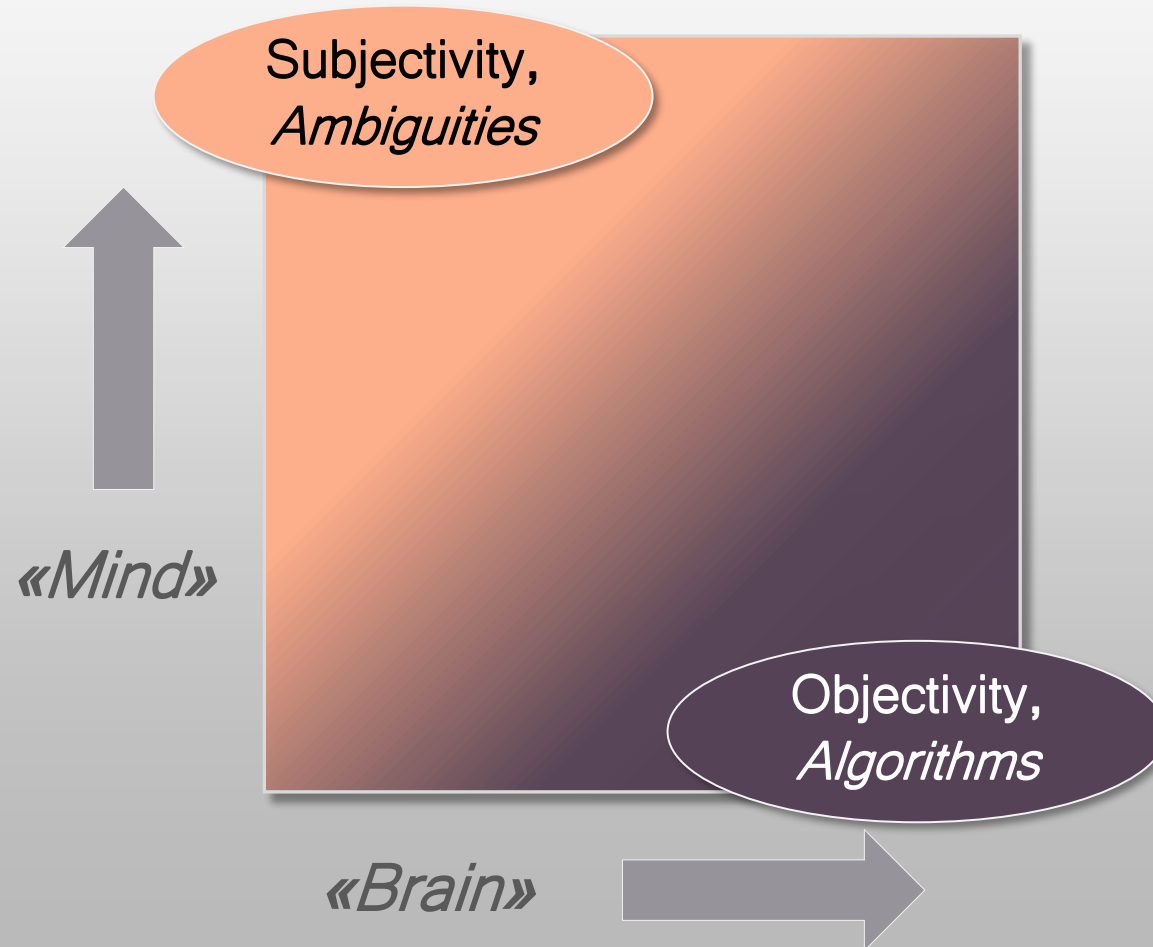 Subjectivity,
Ambiguities
«Mind»
Objectivity,
Algorithms
«Brain»